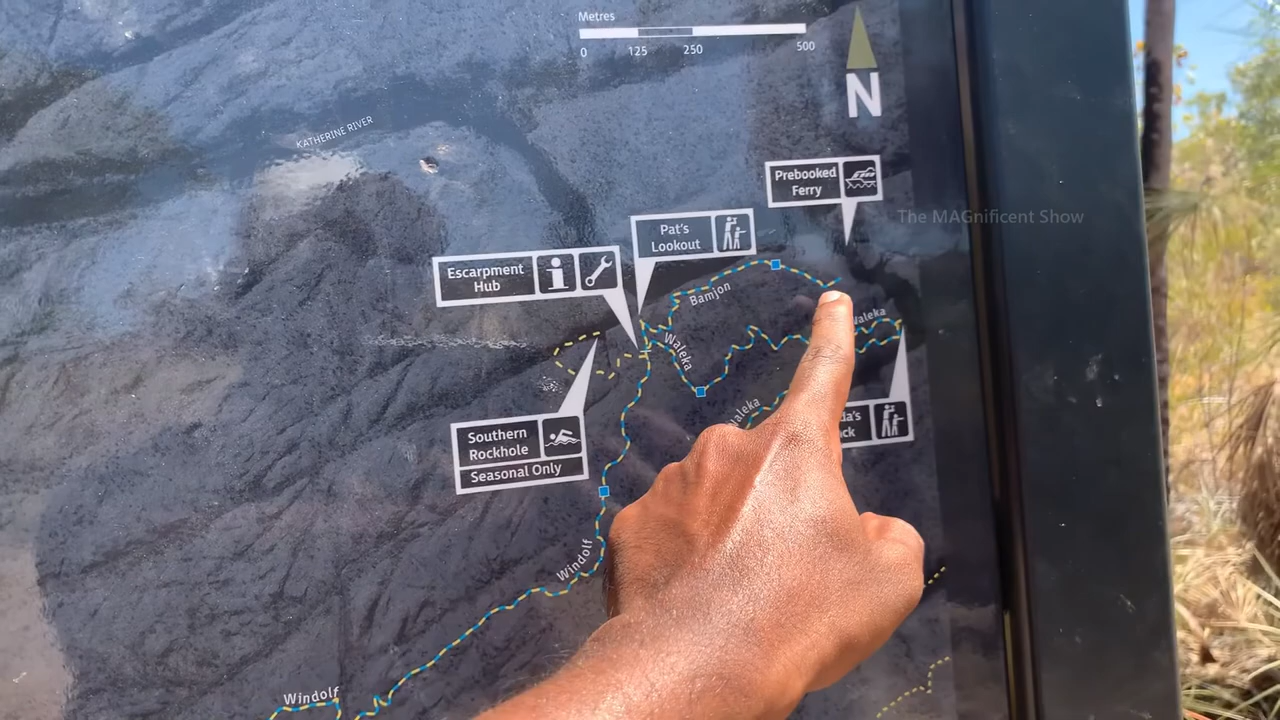 Metres
0 125 250 500
N
KATHERINE RIVER
Prebooked
Ferry
The MAGnificent Show
Pat's
Lookout
Escarpment
Hub
Bamjon
Waleka
Waleka
Southern
Rockhole
Seasonal Only
Waleka
Windolf
Windolf